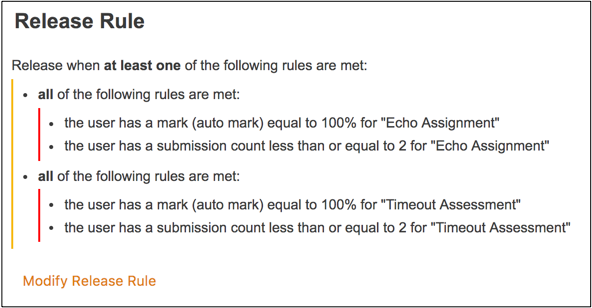 Release Rule
Release when at least one of the following rules are met:
• all of the following rules are met:
• the user has a mark (auto mark) equal to 100% for "Echo Assignment"
• the user has a submission count less than or equal to 2 for "Echo Assignment"
• all of the following rules are met:
• the user has a mark (auto mark) equal to 100% for "Timeout Assessment"
• the user has a submission count less than or equal to 2 for "Timeout Assessment"
Modify Release Rule